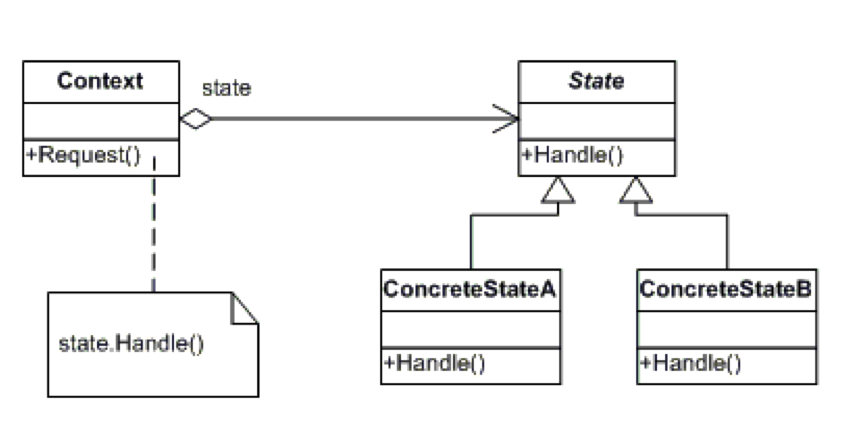 Context
state
State
+Request()
+Handle()
state.Handle()
ConcreteStateA
ConcreteStateB
+Handle()
+Handle()